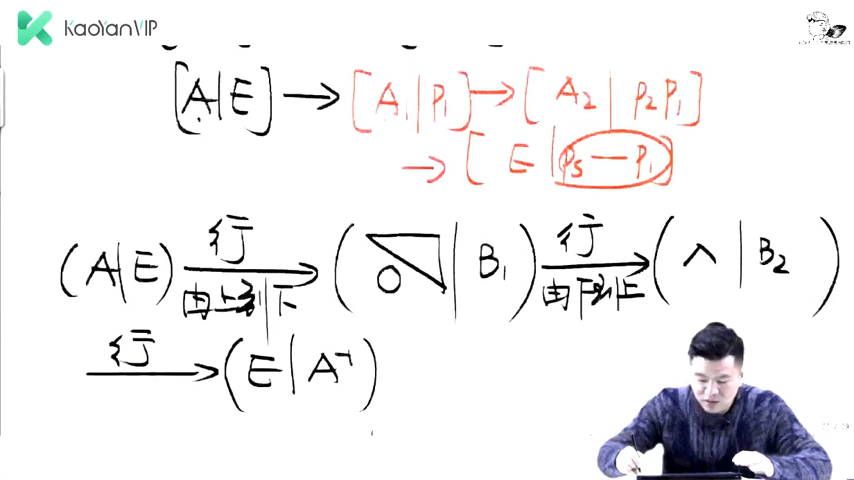 KaoYanVIP
[A|E] → [A₁|P₁] → [A₂|P₂P₁]
→ [E|Pₛ—P₁]
(A|E) 行 由上到下 → (0|B₁) 行 由下到上 → (Λ|B₂)
行 → (E|A⁻¹)